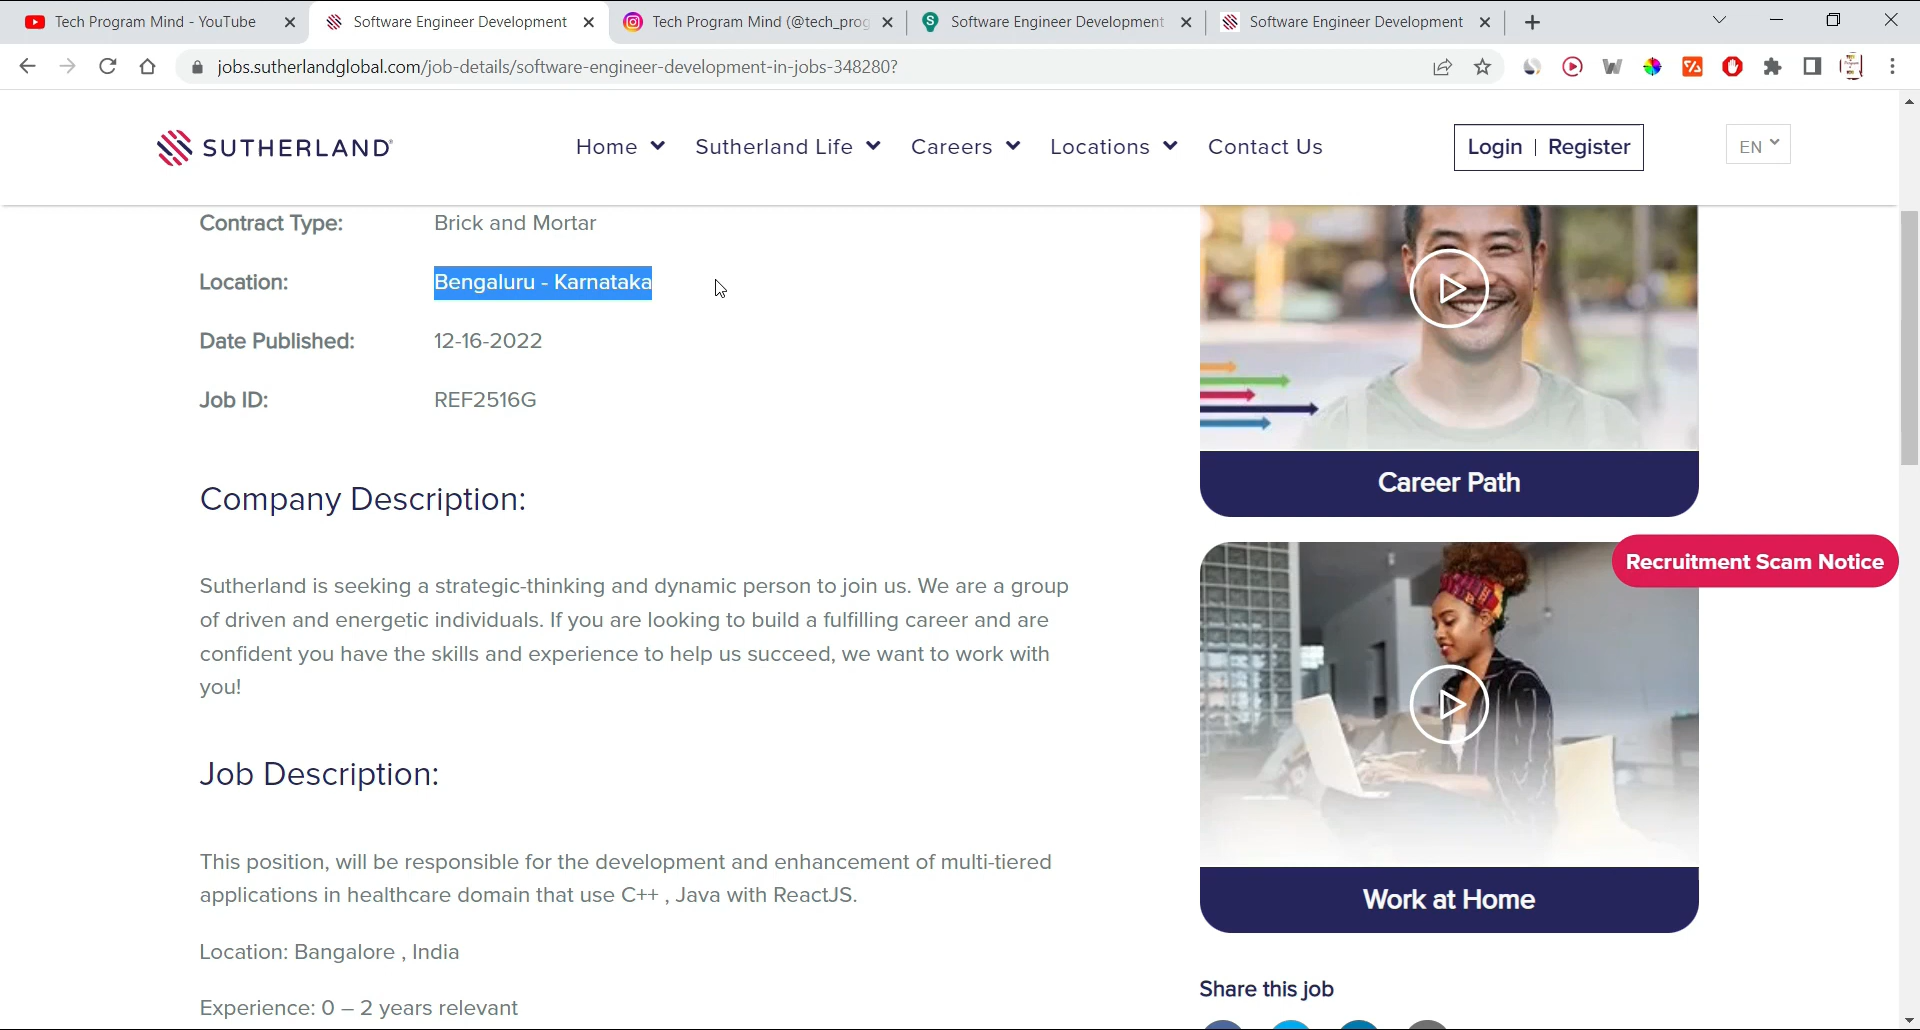 Tech Program Mind - YouTube
Software Engineer Development
Tech Program Mind (@tech_prog
Software Engineer Development
Software Engineer Development
jobs.sutherlandglobal.com/job-details/software-engineer-development-in-jobs-348280?
SUTHERLAND
Home
Sutherland Life
Careers
Locations
Contact Us
Login | Register
EN
Contract Type: Brick and Mortar
Location: Bengaluru - Karnataka
Date Published: 12-16-2022
Job ID: REF2516G
Company Description:
Sutherland is seeking a strategic-thinking and dynamic person to join us. We are a group
of driven and energetic individuals. If you are looking to build a fulfilling career and are
confident you have the skills and experience to help us succeed, we want to work with
you!
Job Description:
This position, will be responsible for the development and enhancement of multi-tiered
applications in healthcare domain that use C++ , Java with ReactJS.
Location: Bangalore , India
Experience: 0 – 2 years relevant
Career Path
Recruitment Scam Notice
Work at Home
Share this job